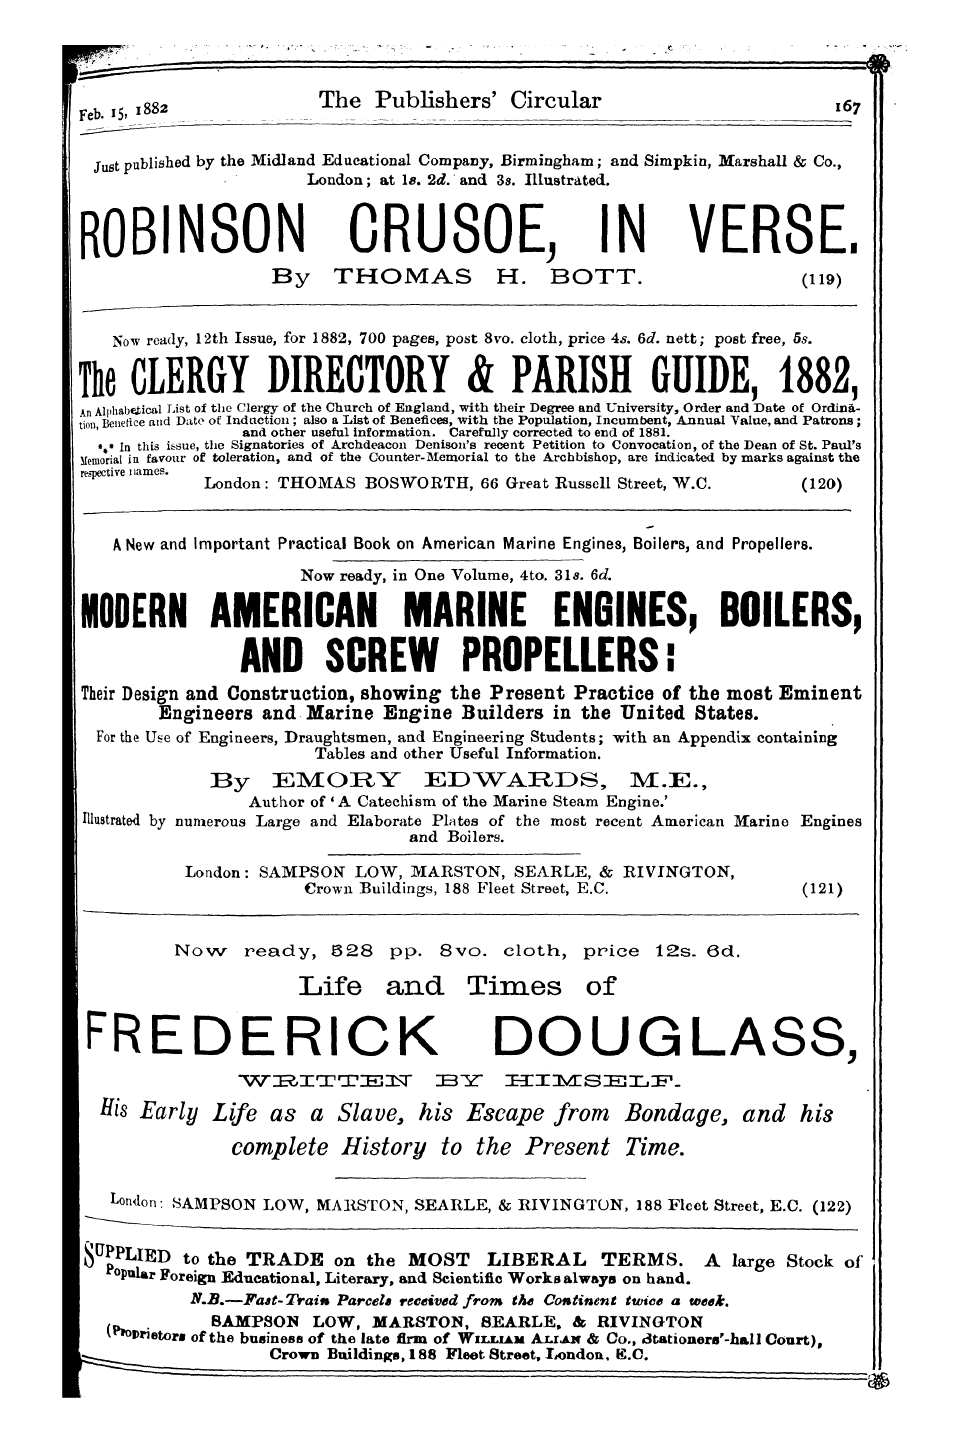 Feb. 15, 1882 The Publishers' Circular 167
Just published by the Midland Educational Company, Birmingham; and Simpkin, Marshall & Co.,
London; at 1s. 2d. and 3s. Illustrated.
ROBINSON CRUSOE, IN VERSE.
By THOMAS H. BOTT. (119)
Now ready, 12th Issue, for 1882, 700 pages, post 8vo. cloth, price 4s. 6d. nett; post free, 5s.
The CLERGY DIRECTORY & PARISH GUIDE, 1882,
An Alphabetical List of the Clergy of the Church of England, with their Degree and University, Order and Date of Ordina-
tion, Benefice and Date of Induction; also a List of Benefices, with the Population, Incumbent, Annual Value, and Patrons;
and other useful information. Carefully corrected to end of 1881.
*** In this issue, the Signatories of Archdeacon Denison's recent Petition to Convocation, of the Dean of St. Paul's
Memorial in favour of toleration, and of the Counter-Memorial to the Archbishop, are indicated by marks against the
respective names.
London: THOMAS BOSWORTH, 66 Great Russell Street, W.C. (120)
A New and Important Practical Book on American Marine Engines, Boilers, and Propellers.
Now ready, in One Volume, 4to. 31s. 6d.
MODERN AMERICAN MARINE ENGINES, BOILERS,
AND SCREW PROPELLERS:
Their Design and Construction, showing the Present Practice of the most Eminent
Engineers and Marine Engine Builders in the United States.
For the Use of Engineers, Draughtsmen, and Engineering Students; with an Appendix containing
Tables and other Useful Information.
By EMORY EDWARDS, M.E.,
Author of 'A Catechism of the Marine Steam Engine.'
Illustrated by numerous Large and Elaborate Plates of the most recent American Marine Engines
and Boilers.
London: SAMPSON LOW, MARSTON, SEARLE, & RIVINGTON,
Crown Buildings, 188 Fleet Street, E.C. (121)
Now ready, 528 pp. 8vo. cloth, price 12s. 6d.
Life and Times of
FREDERICK DOUGLASS,
WRITTEN BY HIMSELF.
His Early Life as a Slave, his Escape from Bondage, and his
complete History to the Present Time.
London: SAMPSON LOW, MARSTON, SEARLE, & RIVINGTON, 188 Fleet Street, E.C. (122)
SUPPLIED to the TRADE on the MOST LIBERAL TERMS. A large Stock of
Popular Foreign Educational, Literary, and Scientific Works always on hand.
N.B.—Fast-Train Parcels received from the Continent twice a week.
SAMPSON LOW, MARSTON, SEARLE, & RIVINGTON
(Proprietors of the business of the late firm of WILLIAM ALLAN & Co., Stationers'-hall Court),
Crown Buildings, 188 Fleet Street, London, E.C.